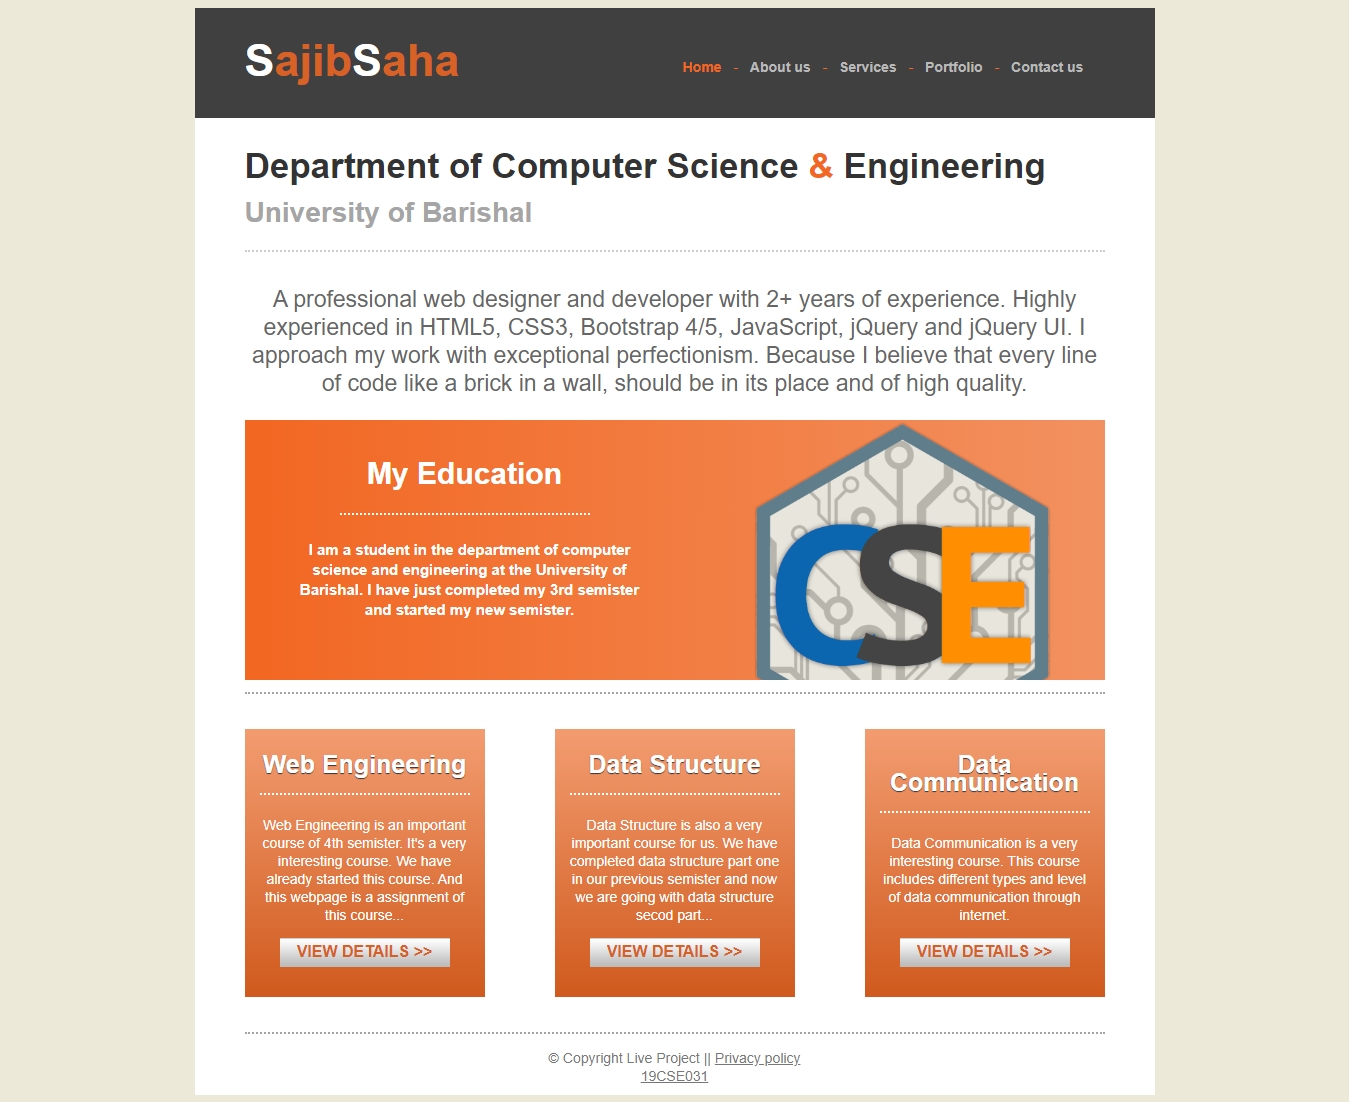 SajibSaha
Home - About us - Services - Portfolio - Contact us
Department of Computer Science & Engineering
University of Barishal
A professional web designer and developer with 2+ years of experience. Highly
experienced in HTML5, CSS3, Bootstrap 4/5, JavaScript, jQuery and jQuery UI. I
approach my work with exceptional perfectionism. Because I believe that every line
of code like a brick in a wall, should be in its place and of high quality.
My Education
I am a student in the department of computer
science and engineering at the University of
Barishal. I have just completed my 3rd semister
and started my new semister.
CSE
Web Engineering
Web Engineering is an important
course of 4th semister. It's a very
interesting course. We have
already started this course. And
this webpage is a assignment of
this course...
VIEW DETAILS >>
Data Structure
Data Structure is also a very
important course for us. We have
completed data structure part one
in our previous semister and now
we are going with data structure
secod part...
VIEW DETAILS >>
Data
Communication
Data Communication is a very
interesting course. This course
includes different types and level
of data communication through
internet.
VIEW DETAILS >>
© Copyright Live Project || Privacy policy
19CSE031